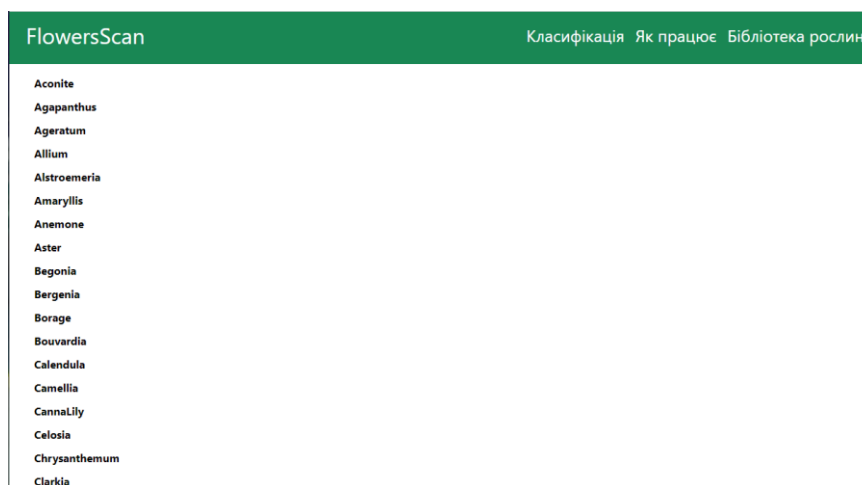 FlowersScan Класифікація Як працює Бібліотека рослин
Aconite
Agapanthus
Ageratum
Allium
Alstroemeria
Amaryllis
Anemone
Aster
Begonia
Bergenia
Borage
Bouvardia
Calendula
Camellia
CannaLily
Celosia
Chrysanthemum
Clarkia